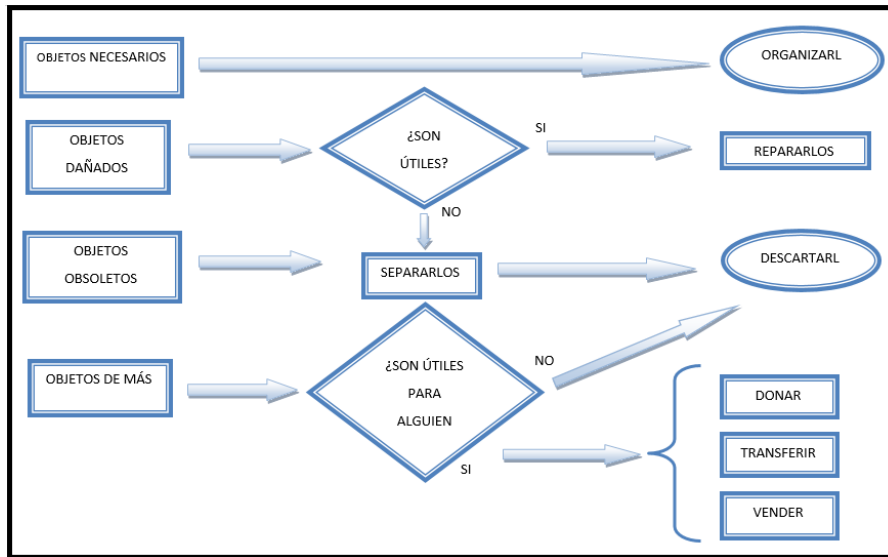 OBJETOS NECESARIOS
ORGANIZARL
OBJETOS
DAÑADOS
¿SON
ÚTILES?
SI
REPARARLOS
NO
OBJETOS
OBSOLETOS
SEPARARLOS
DESCARTARL
OBJETOS DE MÁS
¿SON ÚTILES
PARA
ALGUIEN
NO
SI
DONAR
TRANSFERIR
VENDER